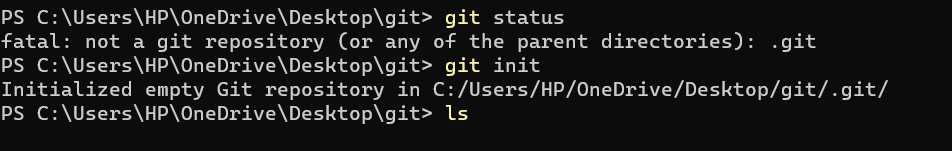 PS C:\Users\HP\OneDrive\Desktop\git> git status
fatal: not a git repository (or any of the parent directories): .git
PS C:\Users\HP\OneDrive\Desktop\git> git init
Initialized empty Git repository in C:/Users/HP/OneDrive/Desktop/git/.git/
PS C:\Users\HP\OneDrive\Desktop\git> ls